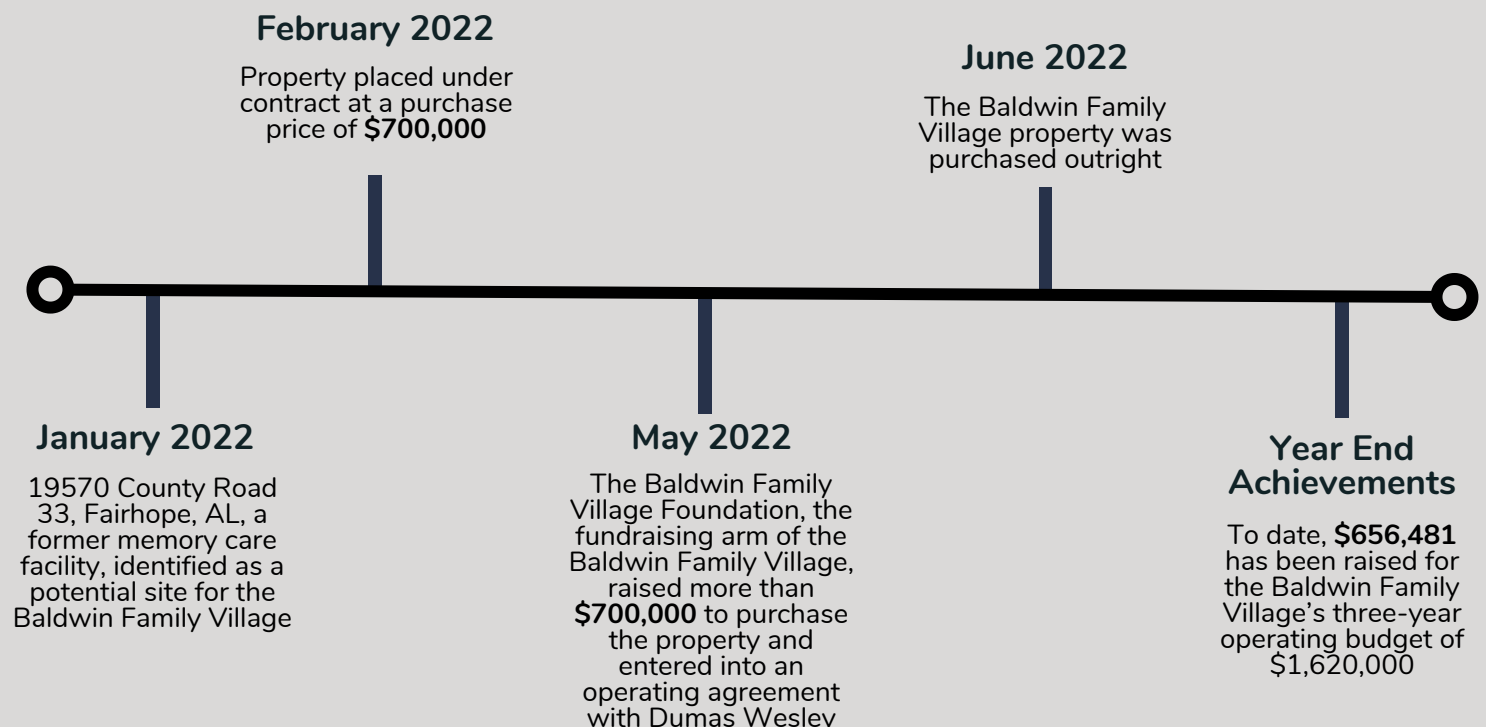 February 2022
Property placed under
contract at a purchase
price of $700,000
June 2022
The Baldwin Family
Village property was
purchased outright
January 2022
19570 County Road
33, Fairhope, AL, a
former memory care
facility, identified as a
potential site for the
Baldwin Family Village
May 2022
The Baldwin Family
Village Foundation, the
fundraising arm of the
Baldwin Family Village,
raised more than
$700,000 to purchase
the property and
entered into an
operating agreement
with Dumas Wesley
Year End
Achievements
To date, $656,481
has been raised for
the Baldwin Family
Village’s three-year
operating budget of
$1,620,000